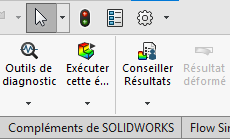 Outils de
diagnostic
Exécuter
cette é...
Conseiller
Résultats
Résultat
déformé
Compléments de SOLIDWORKS
Flow Sir